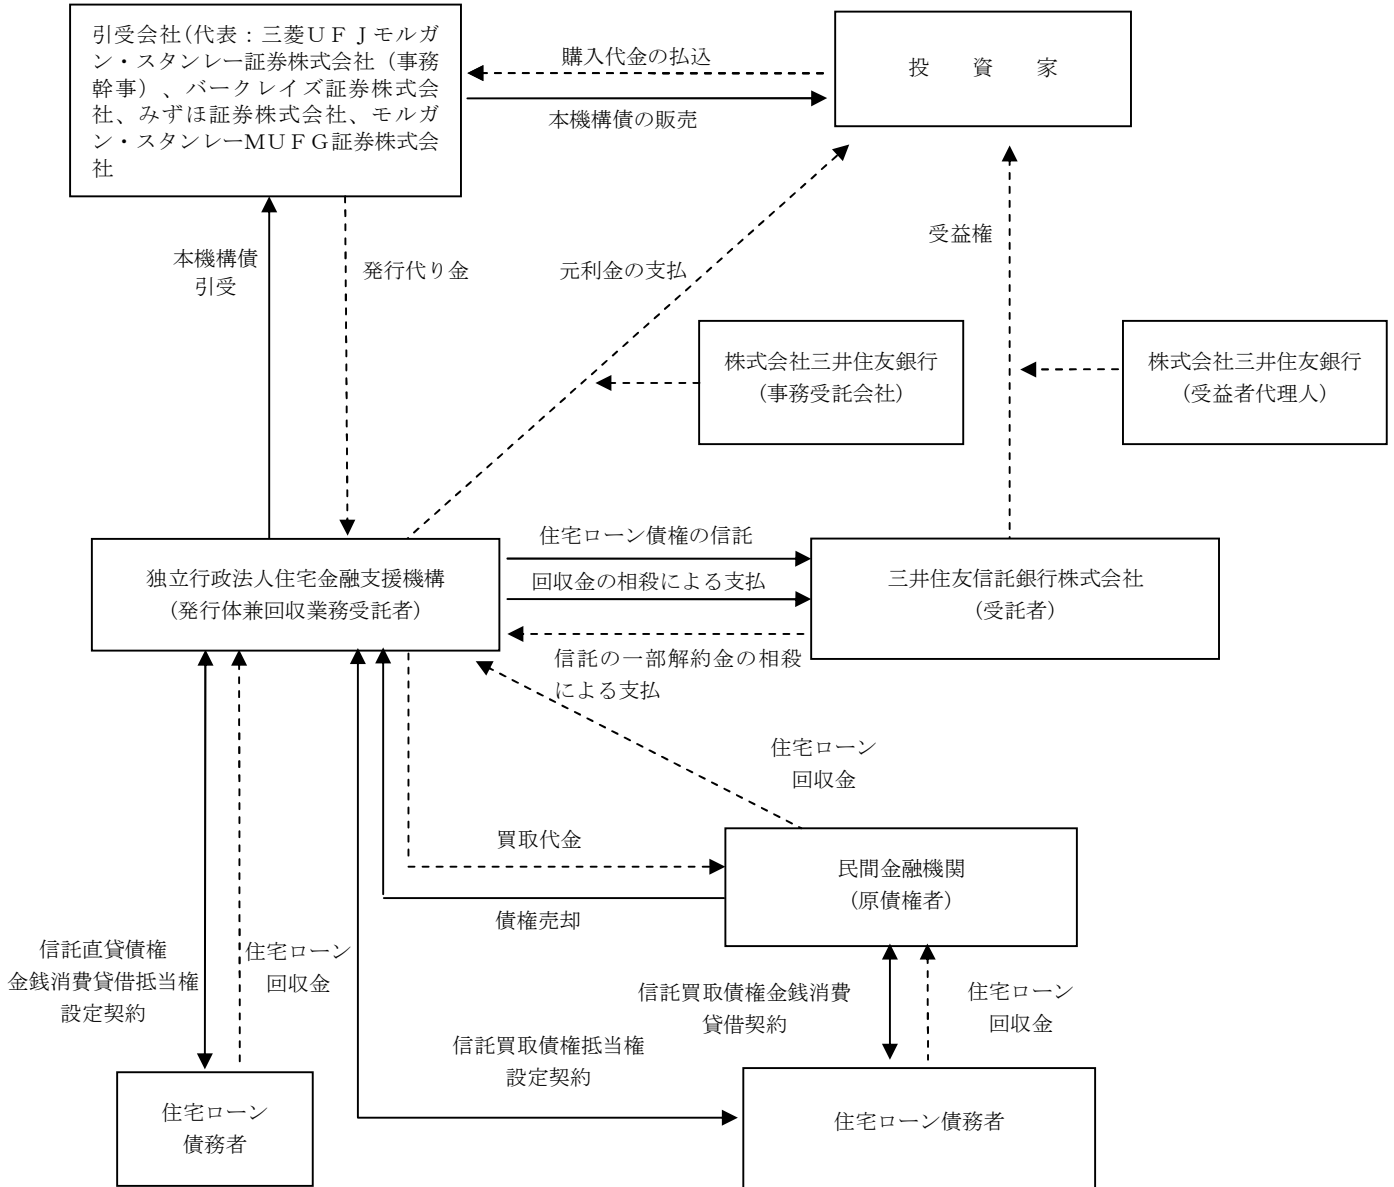 引受会社(代表：三菱ＵＦＪモルガ
ン・スタンレー証券株式会社（事務
幹事）、バークレイズ証券株式会
社、みずほ証券株式会社、モルガ
ン・スタンレーMUFG証券株式会
社
購入代金の払込
本機構債の販売
投　資　家
本機構債
引受
発行代り金
元利金の支払
受益権
株式会社三井住友銀行
（事務受託会社）
株式会社三井住友銀行
（受益者代理人）
独立行政法人住宅金融支援機構
（発行体兼回収業務受託者）
住宅ローン債権の信託
回収金の相殺による支払
信託の一部解約金の相殺
による支払
三井住友信託銀行株式会社
（受託者）
住宅ローン
回収金
買取代金
債権売却
民間金融機関
（原債権者）
信託直貸債権
金銭消費貸借抵当権
設定契約
住宅ローン
回収金
信託買取債権金銭消費
貸借契約
住宅ローン
回収金
信託買取債権抵当権
設定契約
住宅ローン
債務者
住宅ローン債務者